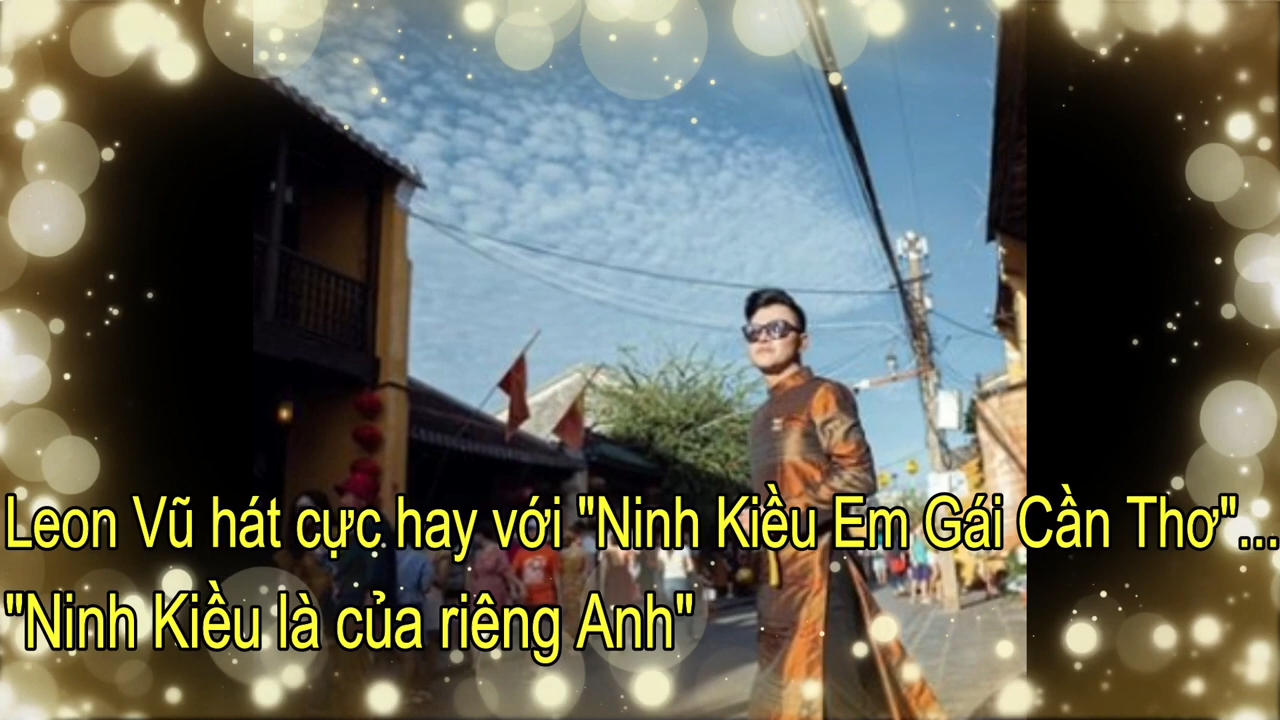 Leon Vũ hát cực hay với "Ninh Kiều Em Gái Cần Thơ"...
"Ninh Kiều là của riêng Anh"